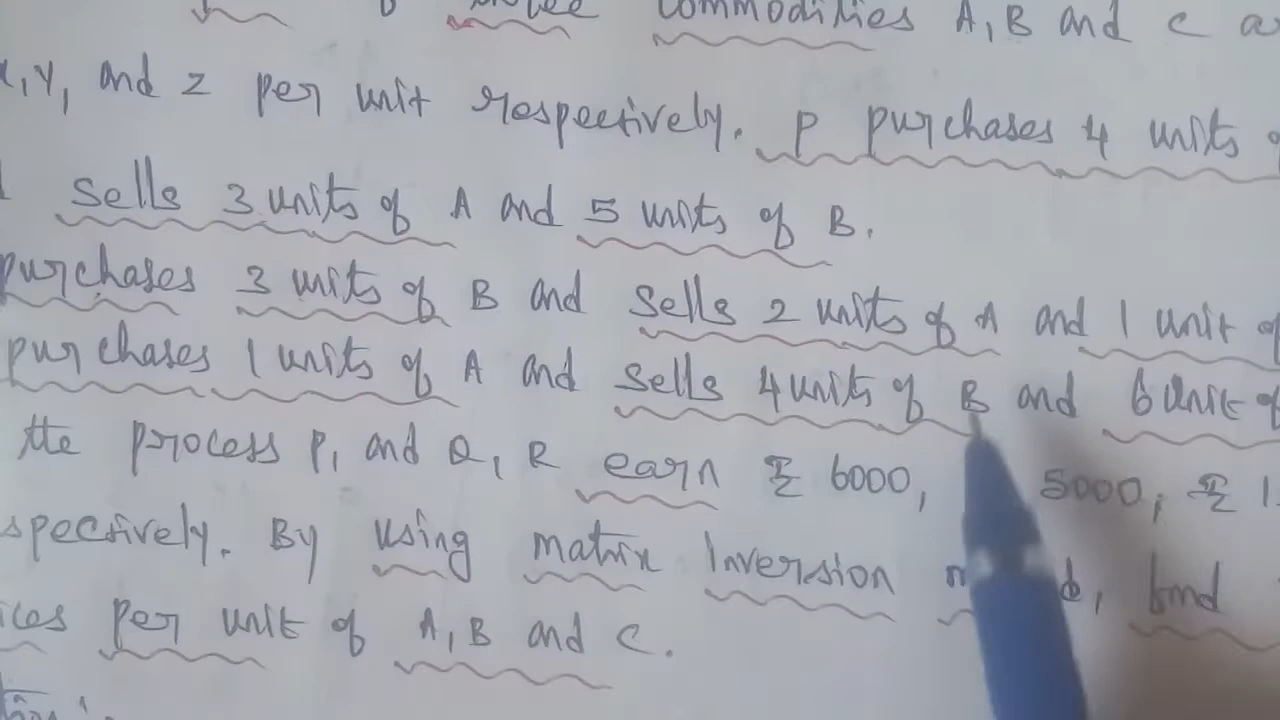 commodities A, B and C
Y, and Z per unit respectively. P purchases 4 units
sells 3 units of A and 5 units of B.
purchases 3 units of B and sells 2 units of A and 1 unit of
purchases 1 units of A and sells 4 units of B and 6 unit of
the process P, and Q, R earn ₹ 6000, 5000, ₹ 1
spectively. By using matrix inversion
ices per unit of A, B and C.